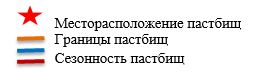 Месторасположение пастбищ
Границы пастбищ
Сезонность пастбищ